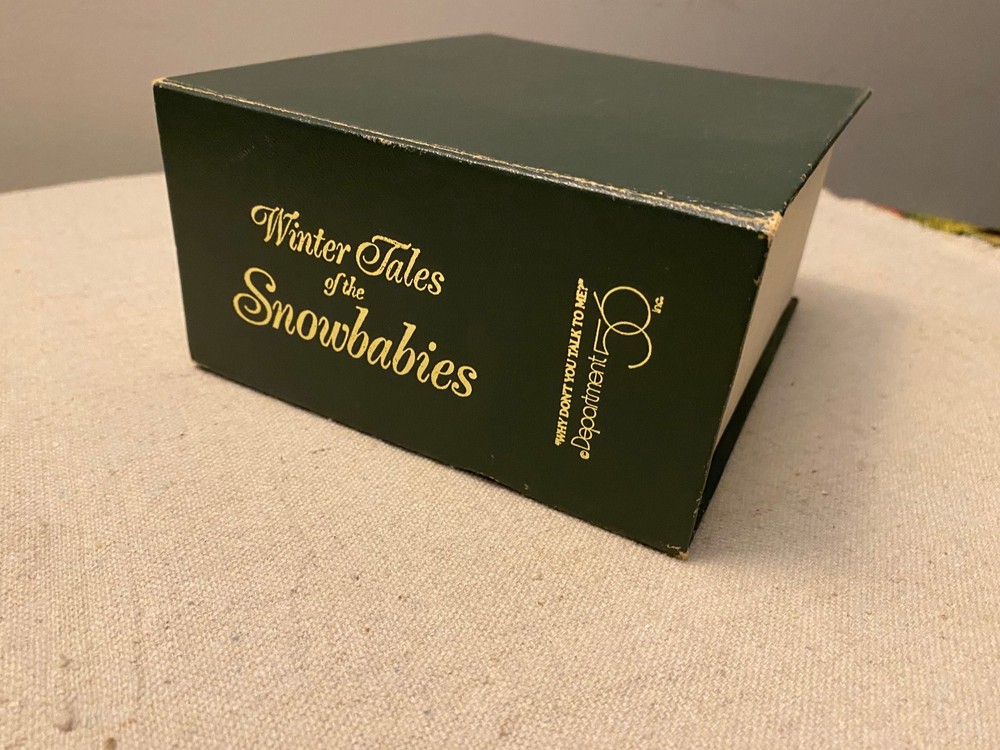 Winter Tales
of the
Snowbabies
"WHY DON'T YOU TALK TO ME?"
©Department 56 inc.